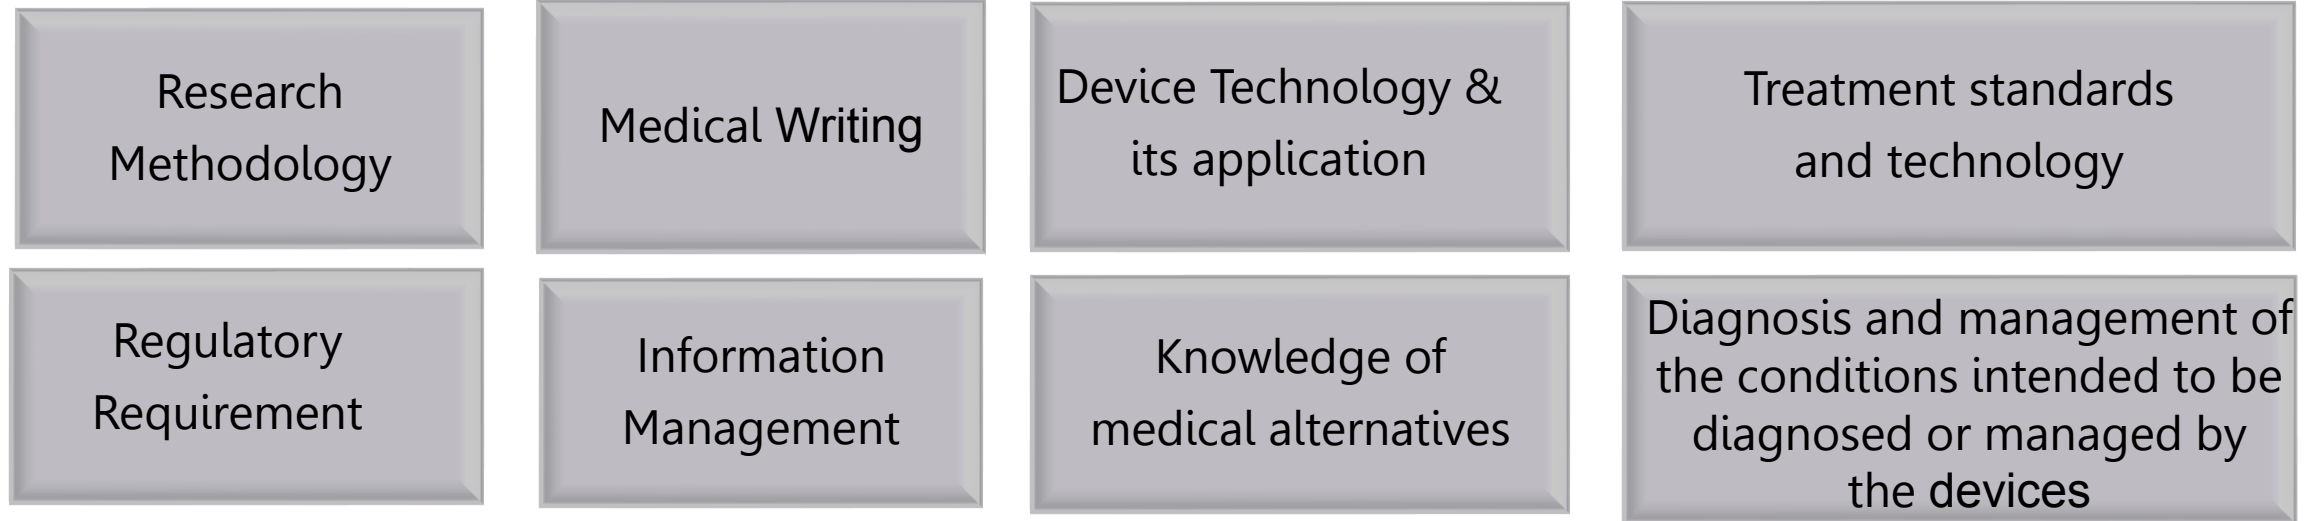 Research
Methodology
Medical Writing
Device Technology &
its application
Treatment standards
and technology
Regulatory
Requirement
Information
Management
Knowledge of
medical alternatives
Diagnosis and management of
the conditions intended to be
diagnosed or managed by
the devices